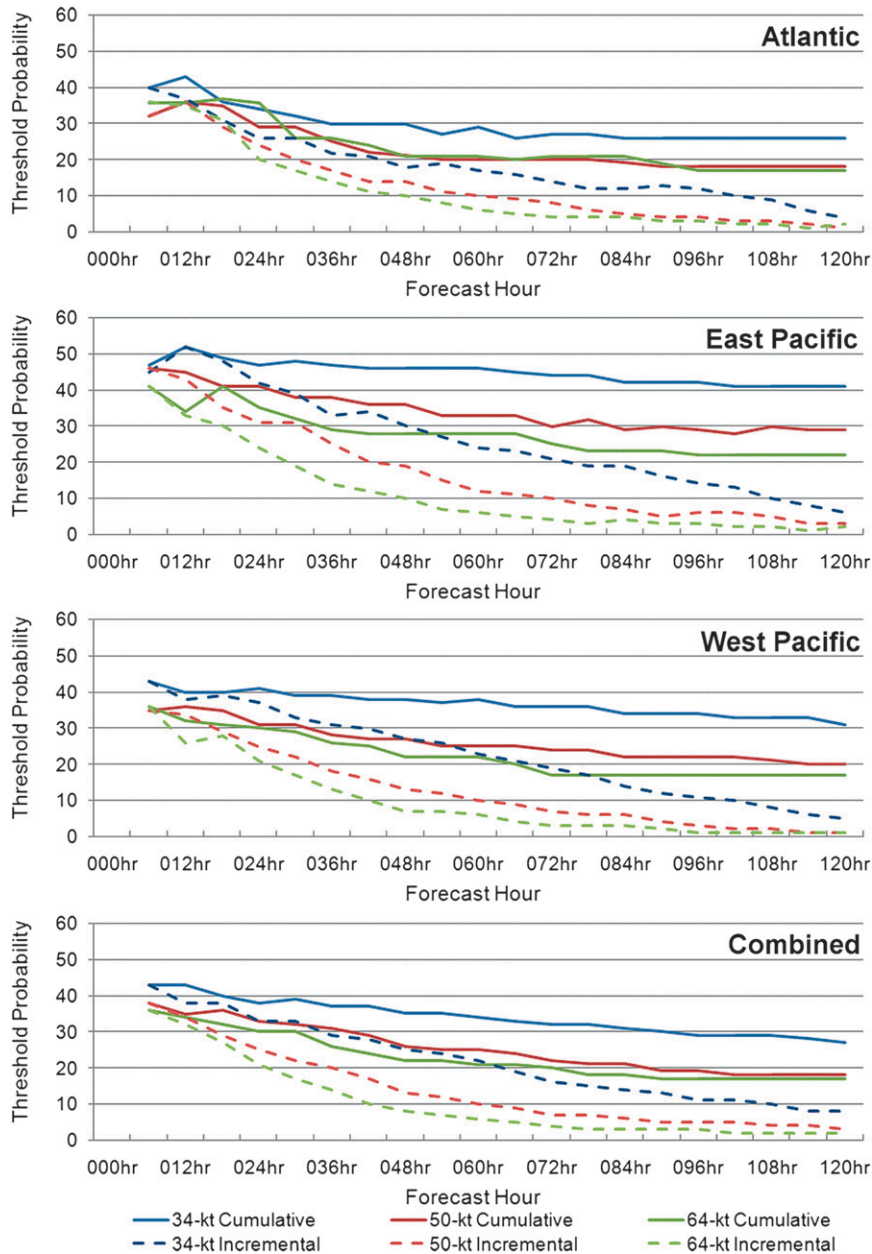 Atlantic
Threshold Probability
60
50
40
30
20
10
0
000hr 012hr 024hr 036hr 048hr 060hr 072hr 084hr 096hr 108hr 120hr
Forecast Hour
East Pacific
Threshold Probability
60
50
40
30
20
10
0
000hr 012hr 024hr 036hr 048hr 060hr 072hr 084hr 096hr 108hr 120hr
Forecast Hour
West Pacific
Threshold Probability
60
50
40
30
20
10
0
000hr 012hr 024hr 036hr 048hr 060hr 072hr 084hr 096hr 108hr 120hr
Forecast Hour
Combined
Threshold Probability
60
50
40
30
20
10
0
000hr 012hr 024hr 036hr 048hr 060hr 072hr 084hr 096hr 108hr 120hr
Forecast Hour
34-kt Cumulative 50-kt Cumulative 64-kt Cumulative
34-kt Incremental 50-kt Incremental 64-kt Incremental